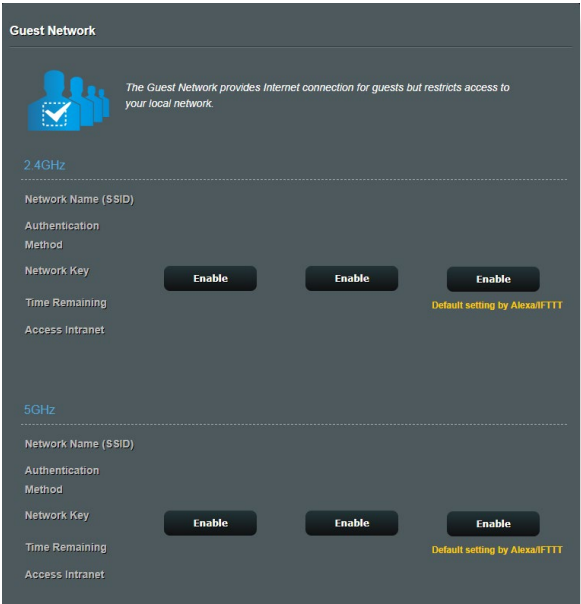 Guest Network
The Guest Network provides Internet connection for guests but restricts access to
your local network.
2.4GHz
Network Name (SSID)
Authentication
Method
Network Key
Enable Enable Enable
Time Remaining
Default setting by Alexa/IFTTT
Access Intranet
5GHz
Network Name (SSID)
Authentication
Method
Network Key
Enable Enable Enable
Time Remaining
Default setting by Alexa/IFTTT
Access Intranet